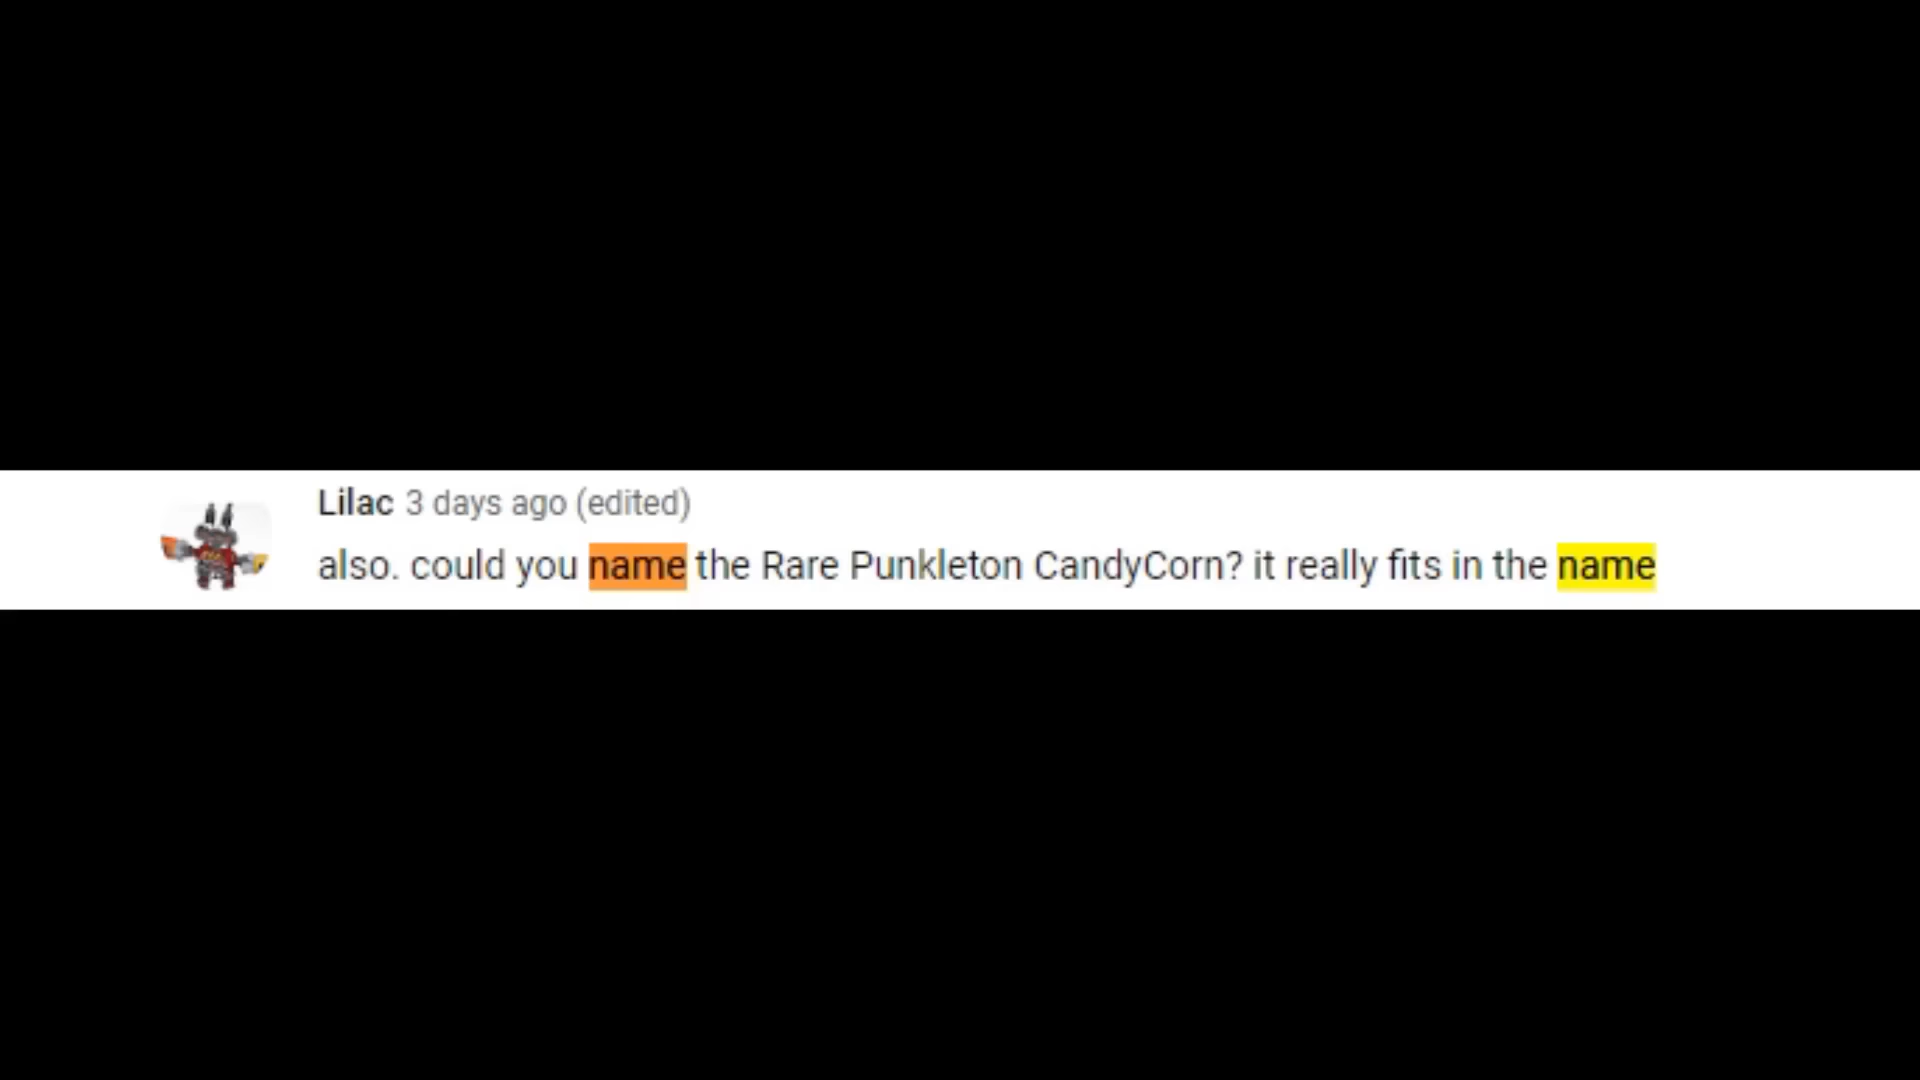 Lilac 3 days ago (edited)
also. could you name the Rare Punkleton CandyCorn? it really fits in the name